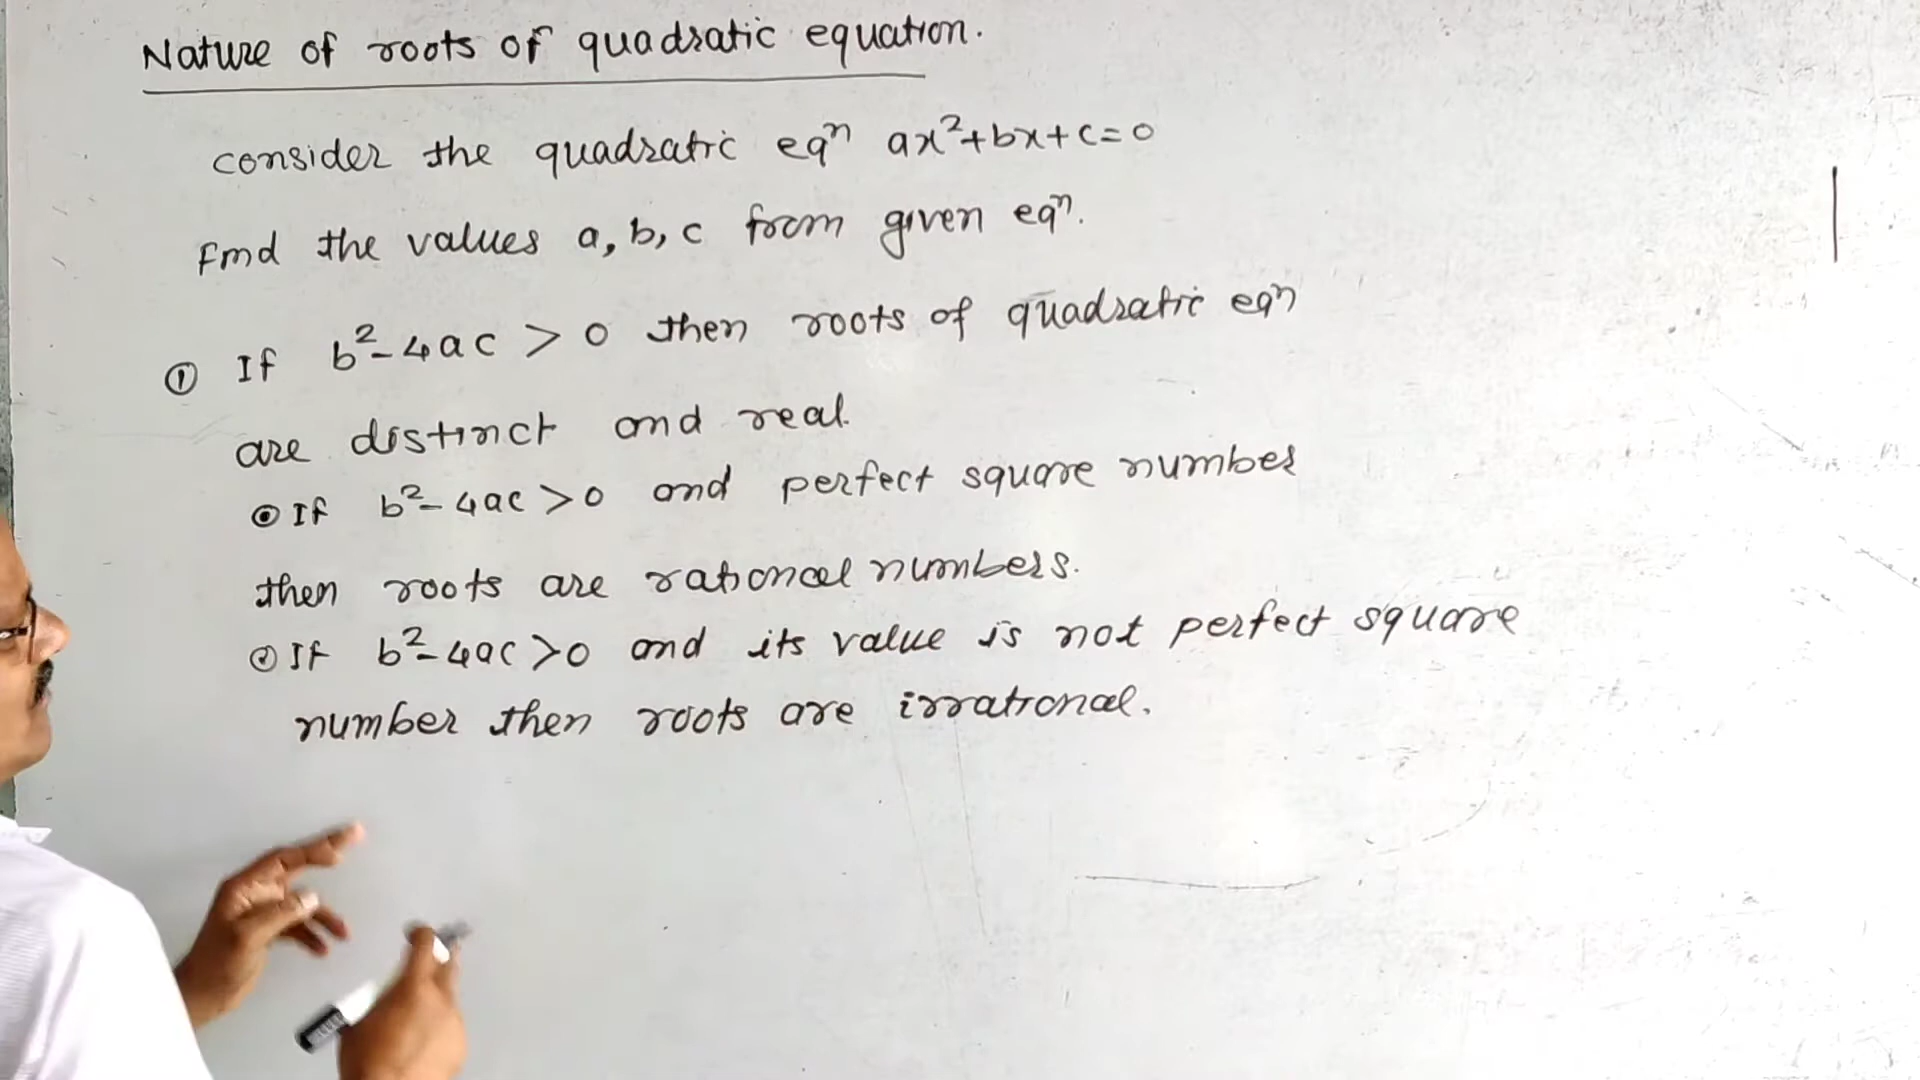 Nature of roots of quadratic equation.
consider the quadratic eqⁿ ax²+bx+c=0
Find the values a, b, c from given eqⁿ.
① If b²-4ac > 0 then roots of quadratic eqⁿ
are distinct and real.
⊙ If b²-4ac >0 and perfect square number
then roots are rational numbers.
If b²-4ac >0 and its value is not perfect square
number then roots are irrational.